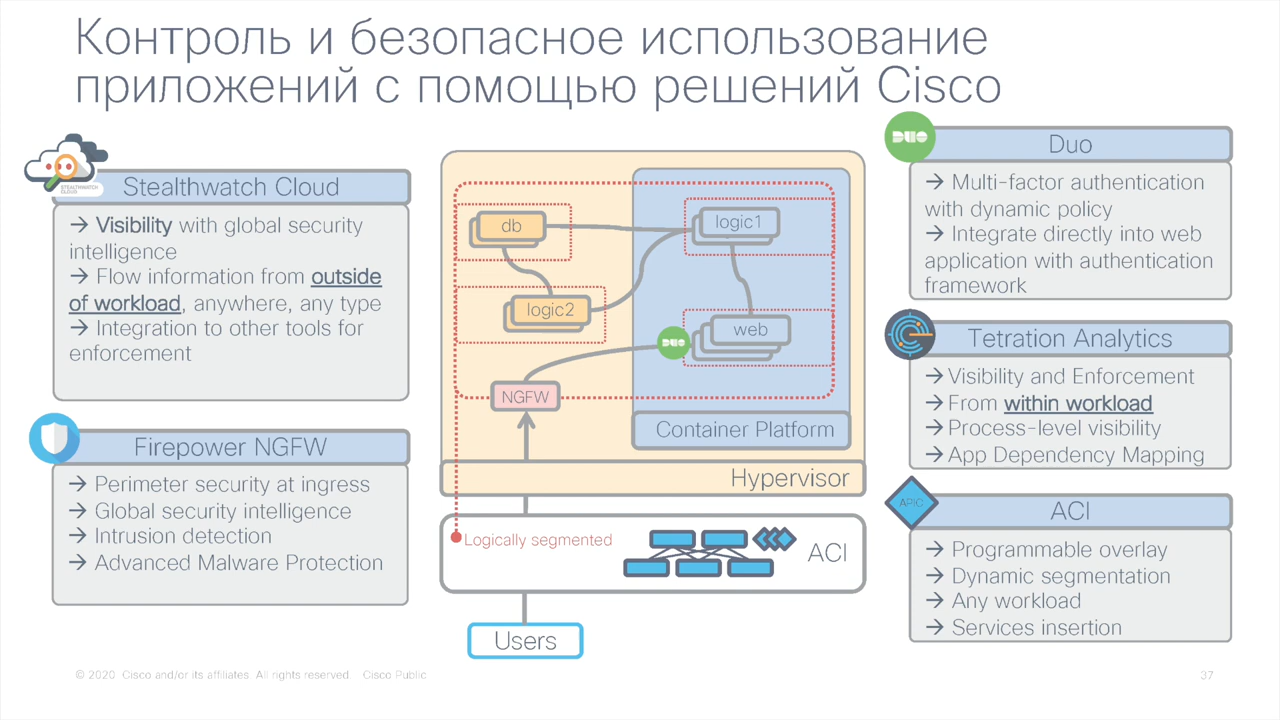 Контроль и безопасное использование
приложений с помощью решений Cisco
STEALTHWATCH
CLOUD
Stealthwatch Cloud
→ Visibility with global security
intelligence
→ Flow information from outside
of workload, anywhere, any type
→ Integration to other tools for
enforcement
Firepower NGFW
→ Perimeter security at ingress
→ Global security intelligence
→ Intrusion detection
→ Advanced Malware Protection
db
logic1
logic2
web
DUO
NGFW
Container Platform
Hypervisor
Logically segmented
ACI
Users
DUO
Duo
→ Multi-factor authentication
with dynamic policy
→ Integrate directly into web
application with authentication
framework
Tetration Analytics
→ Visibility and Enforcement
→ From within workload
→ Process-level visibility
→ App Dependency Mapping
APIC
ACI
→ Programmable overlay
→ Dynamic segmentation
→ Any workload
→ Services insertion
© 2020 Cisco and/or its affiliates All rights reserved. Cisco Public
37